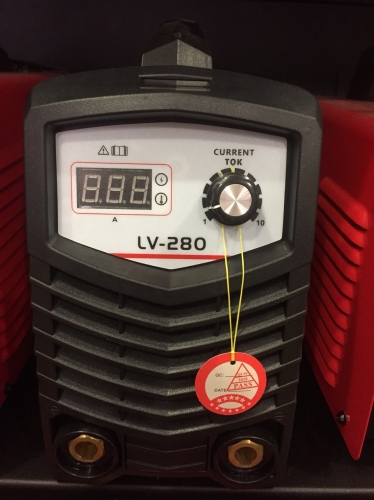 CURRENT
TOK
888
1
10
A
LV-280
QC:
PASS
DATE: